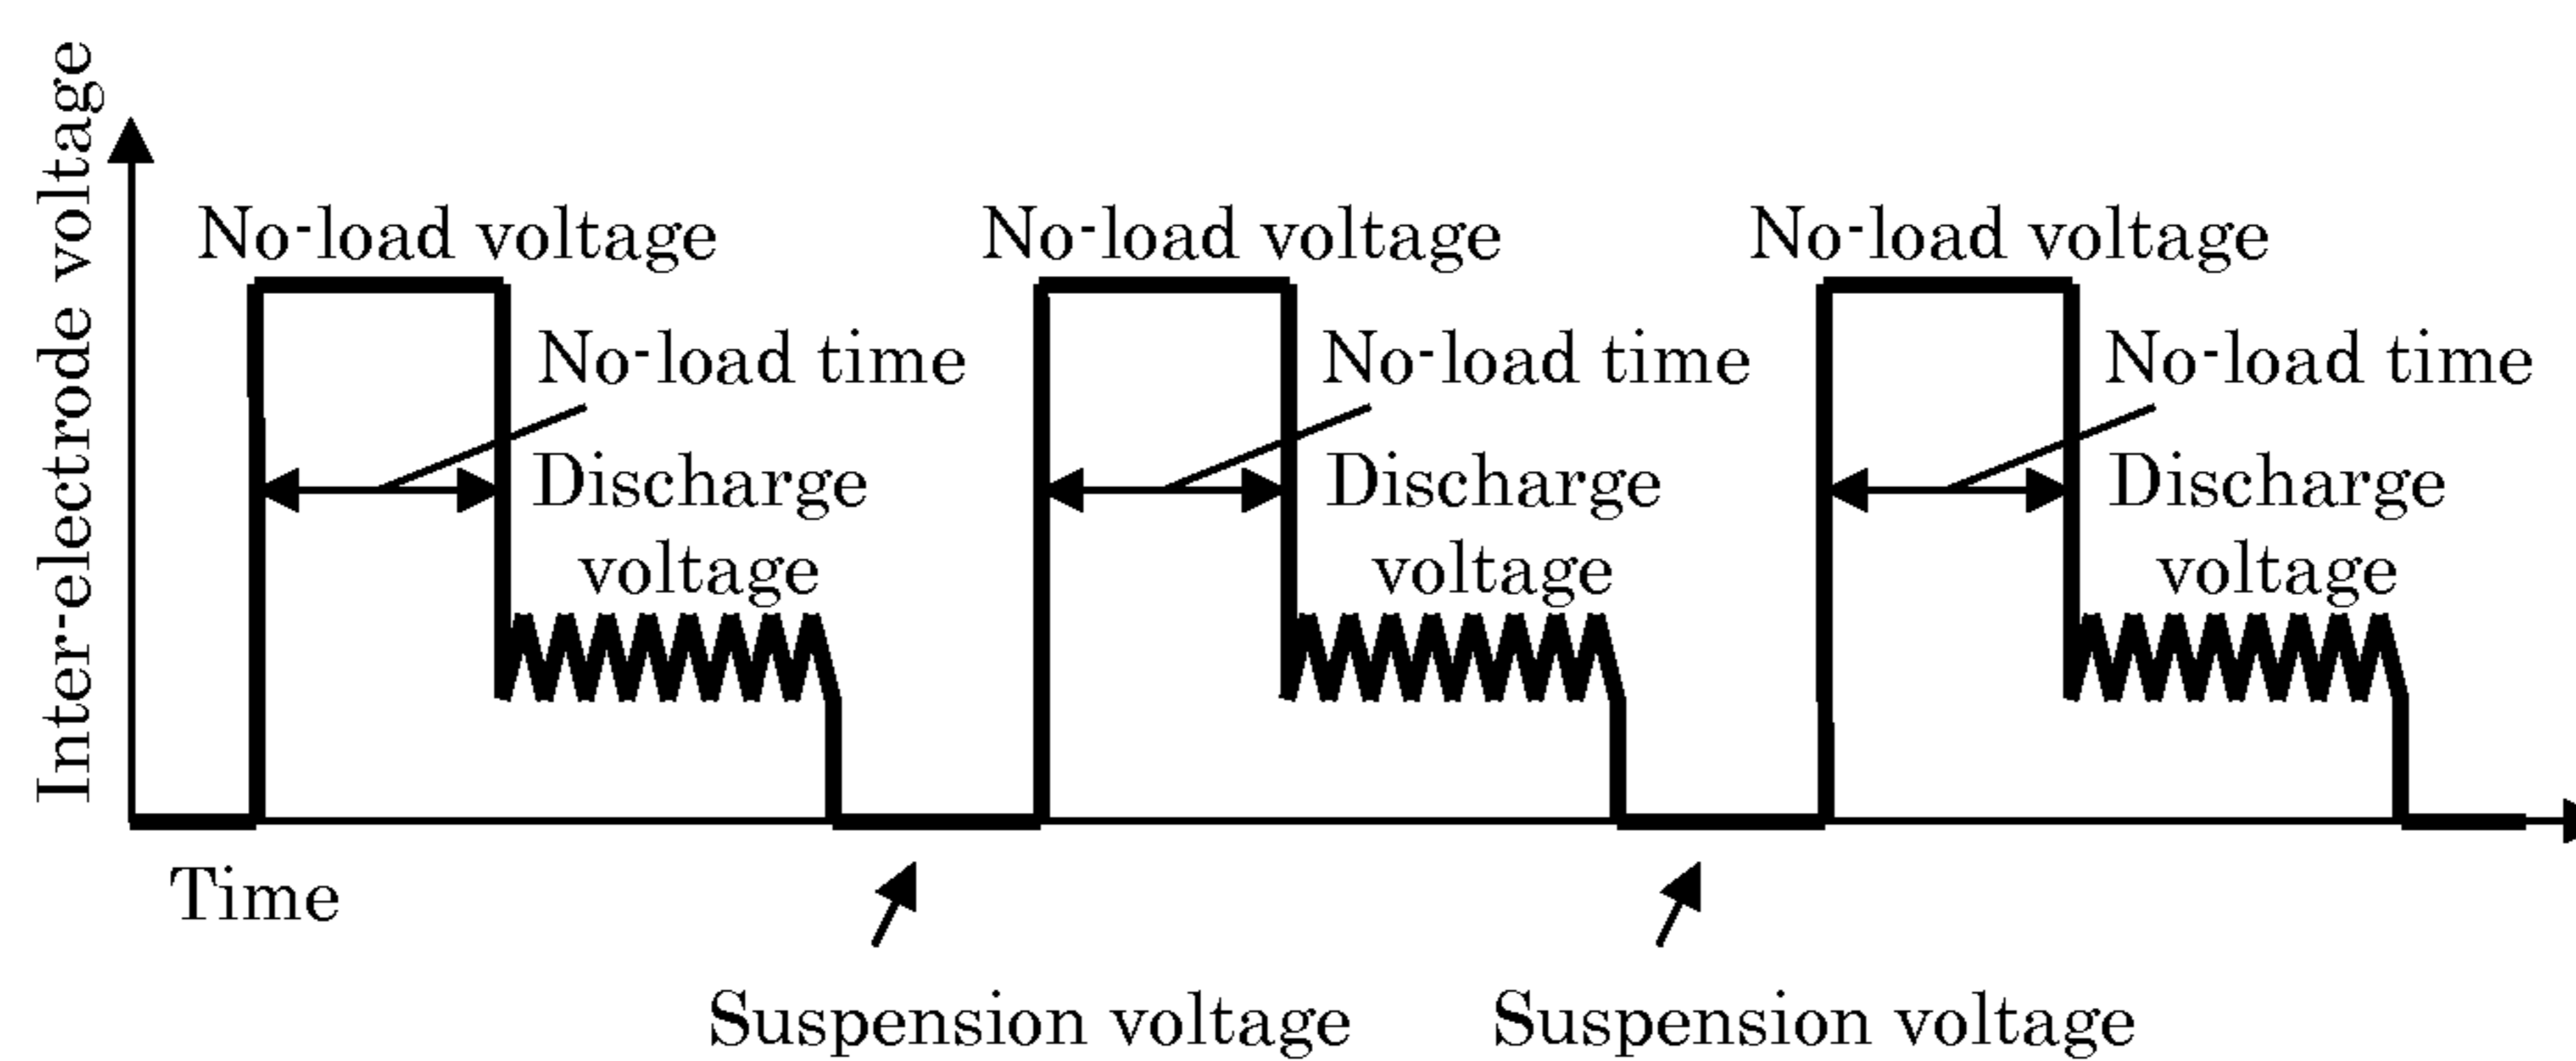 Inter-electrode voltage
No-load voltage
No-load voltage
No-load voltage
No-load time
No-load time
No-load time
Discharge
voltage
Discharge
voltage
Discharge
voltage
Time
Suspension voltage
Suspension voltage